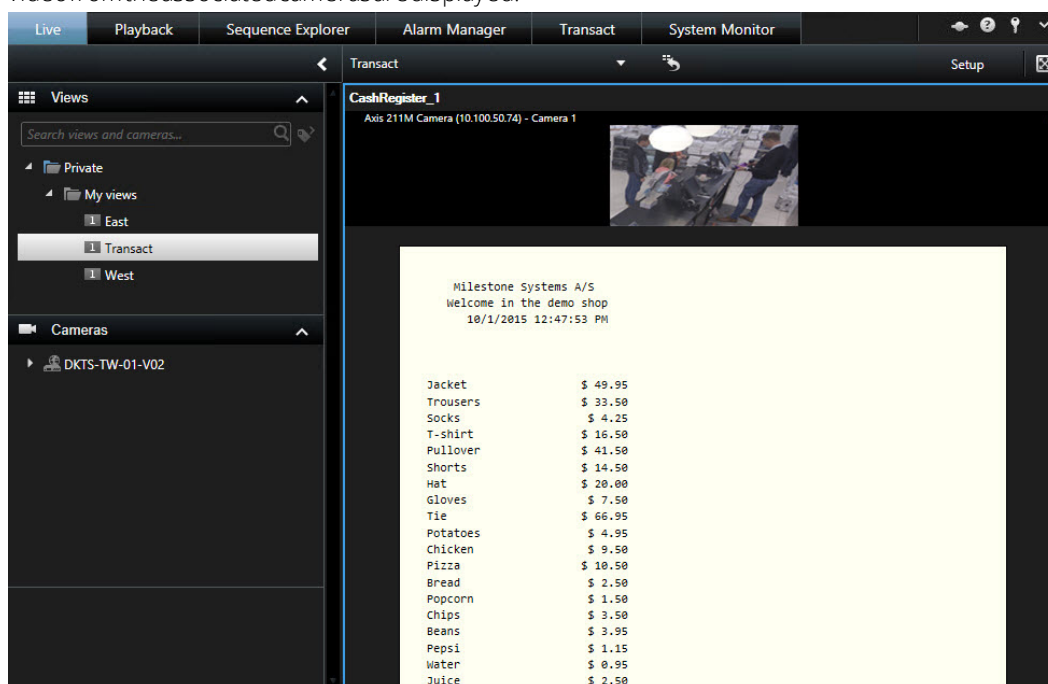 Live Playback Sequence Explorer Alarm Manager Transact System Monitor
Transact Setup
Views
Search views and cameras...
Private
My views
1 East
1 Transact
1 West
Cameras
DKTS-TW-01-V02
CashRegister_1
Axis 211M Camera (10.100.50.74) - Camera 1
Milestone Systems A/S
Welcome in the demo shop
10/1/2015 12:47:53 PM
Jacket $ 49.95
Trousers $ 33.50
Socks $ 4.25
T-shirt $ 16.50
Pullover $ 41.50
Shorts $ 14.50
Hat $ 20.00
Gloves $ 7.50
Tie $ 66.95
Potatoes $ 4.95
Chicken $ 9.50
Pizza $ 10.50
Bread $ 2.50
Popcorn $ 1.50
Chips $ 3.50
Beans $ 3.95
Pepsi $ 1.15
Water $ 0.95
Juice $ 2.50